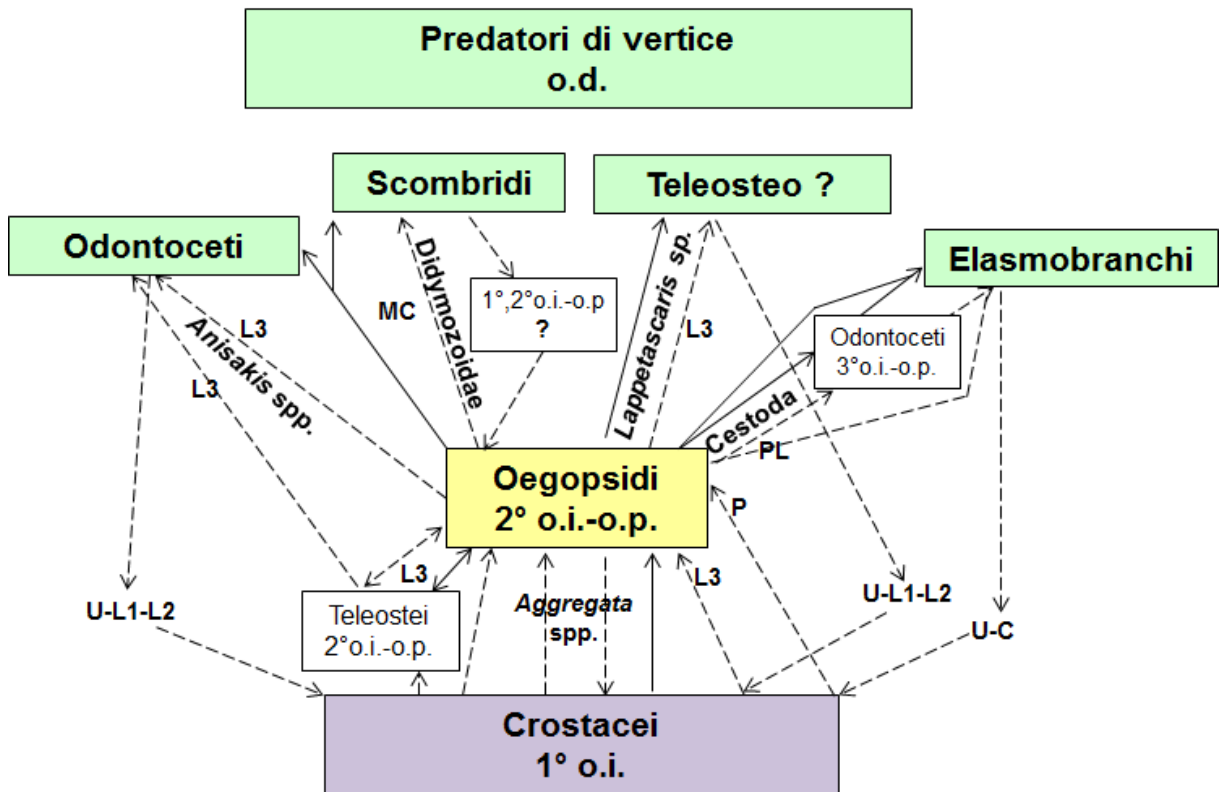 Predatori di vertice
o.d.
Scombridi
Teleosteo ?
Odontoceti
Elasmobranchi
Didymozoidae
MC
1°,2°o.i.-o.p
?
Lappetascaris sp.
L3
Odontoceti
3°o.i.-o.p.
L3
Anisakis spp.
L3
Cestoda
PL
Oegopsidi
2° o.i.-o.p.
P
L3
L3
Aggregata
spp.
U-L1-L2
Teleostei
2°o.i.-o.p.
U-L1-L2
U-C
Crostacei
1° o.i.